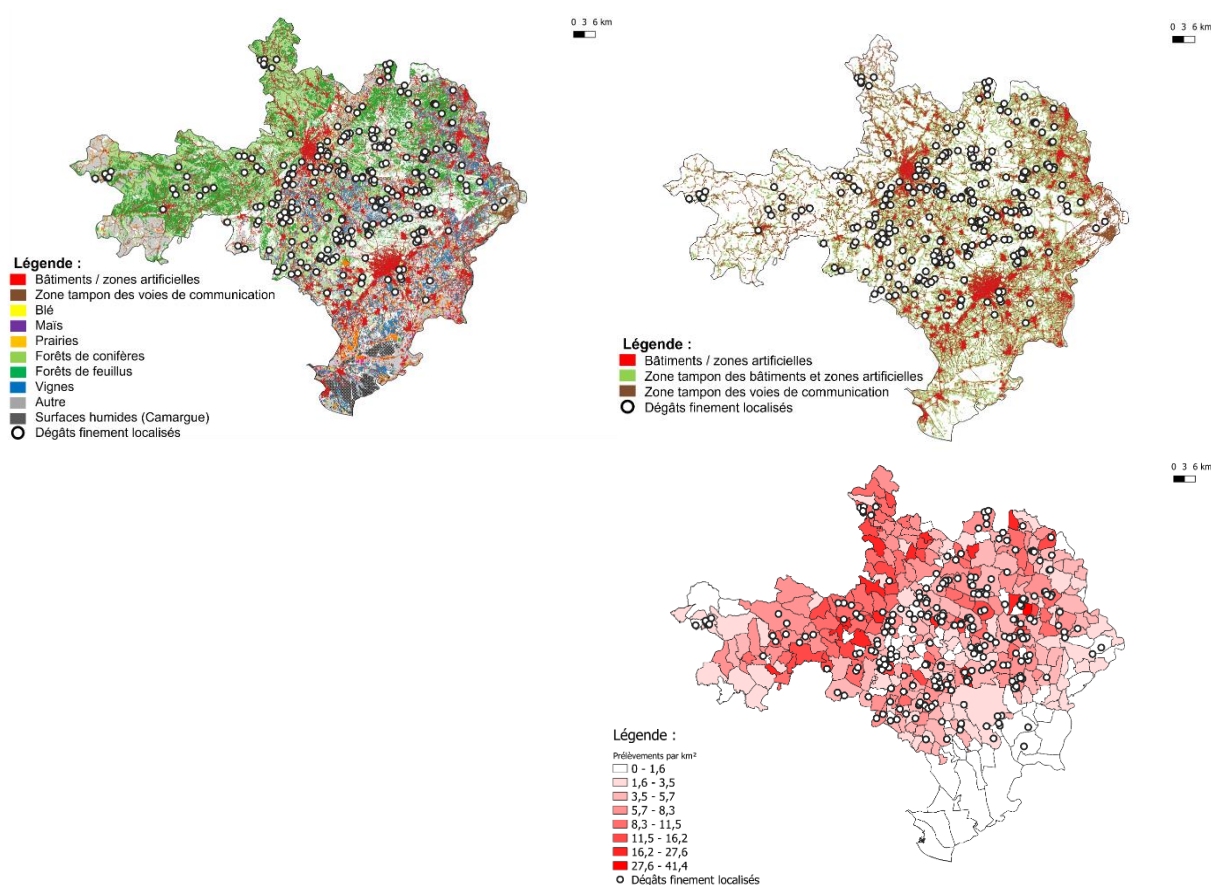 0 3 6 km
Légende :
Bâtiments / zones artificielles
Zone tampon des voies de communication
Blé
Maïs
Prairies
Forêts de conifères
Forêts de feuillus
Vignes
Autre
Surfaces humides (Camargue)
Dégâts finement localisés
0 3 6 km
Légende :
Bâtiments / zones artificielles
Zone tampon des bâtiments et zones artificielles
Zone tampon des voies de communication
Dégâts finement localisés
0 3 6 km
Légende :
Prélèvements par km²
0 - 1,6
1,6 - 3,5
3,5 - 5,7
5,7 - 8,3
8,3 - 11,5
11,5 - 16,2
16,2 - 27,6
27,6 - 41,4
Dégâts finement localisés